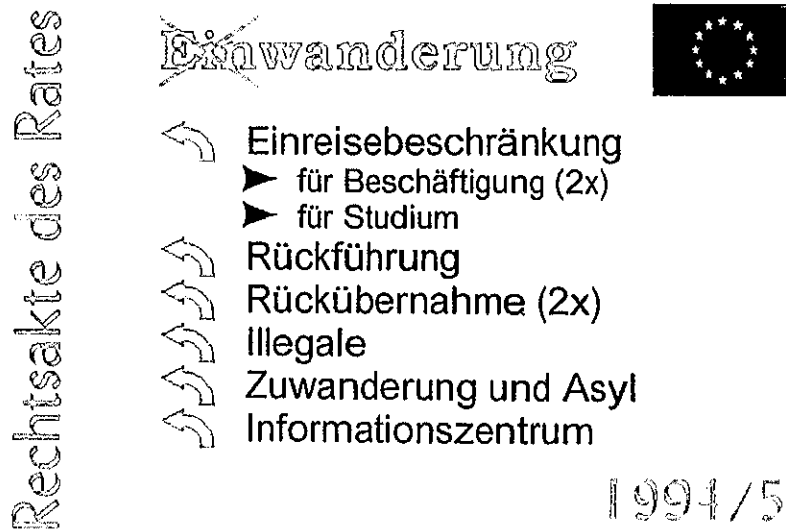 Rechtsakte des Rates
Einwanderung
Einreisebeschränkung
für Beschäftigung (2x)
für Studium
Rückführung
Rückübernahme (2x)
Illegale
Zuwanderung und Asyl
Informationszentrum
1994/5